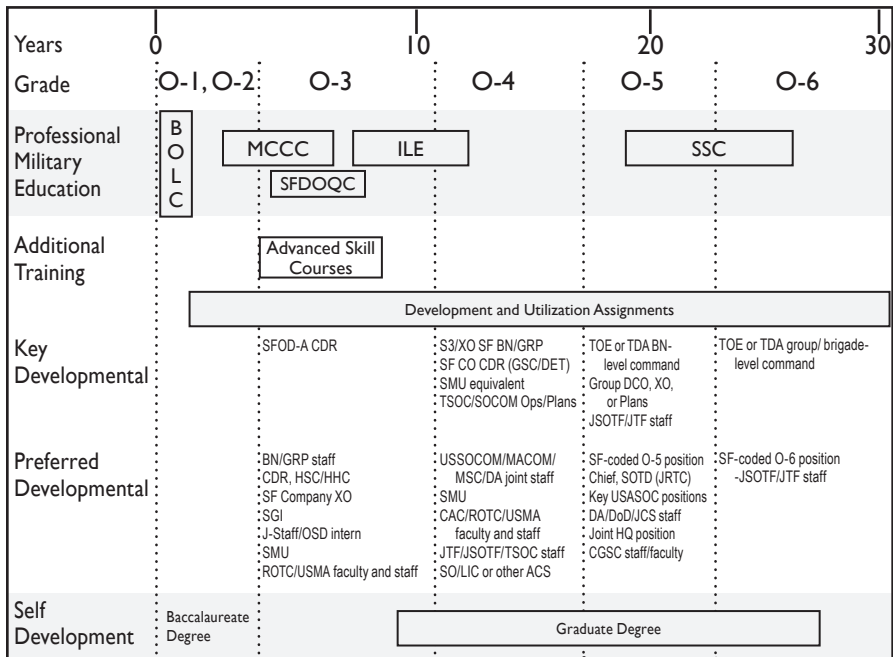 Years 0 10 20 30
Grade O-1, O-2 O-3 O-4 O-5 O-6
Professional
Military
Education
B
O
L
C
MCCC
ILE
SSC
SFDOQC
Additional
Training
Advanced Skill
Courses
Development and Utilization Assignments
Key
Developmental
SFOD-A CDR
S3/XO SF BN/GRP
SF CO CDR (GSC/DET)
SMU equivalent
TSOC/SOCOM Ops/Plans
TOE or TDA BN-
level command
Group DCO, XO,
or Plans
JSOTF/JTF staff
TOE or TDA group/ brigade-
level command
Preferred
Developmental
BN/GRP staff
CDR, HSC/HHC
SF Company XO
SGI
J-Staff/OSD intern
SMU
ROTC/USMA faculty and staff
USSOCOM/MACOM/
MSC/DA joint staff
SMU
CAC/ROTC/USMA
faculty and staff
JTF/JSOTF/TSOC staff
SO/LIC or other ACS
SF-coded O-5 position
Chief, SOTD (JRTC)
Key USASOC positions
DA/DoD/JCS staff
Joint HQ position
CGSC staff/faculty
SF-coded O-6 position
-JSOTF/JTF staff
Self
Development
Baccalaureate
Degree
Graduate Degree